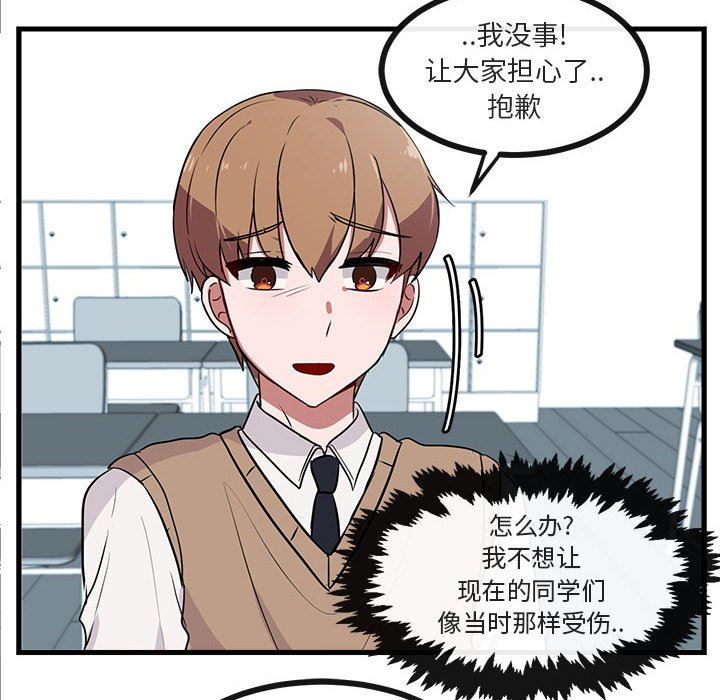 ..我没事!
让大家担心了..
抱歉
怎么办?
我不想让
现在的同学们
像当时那样受伤..